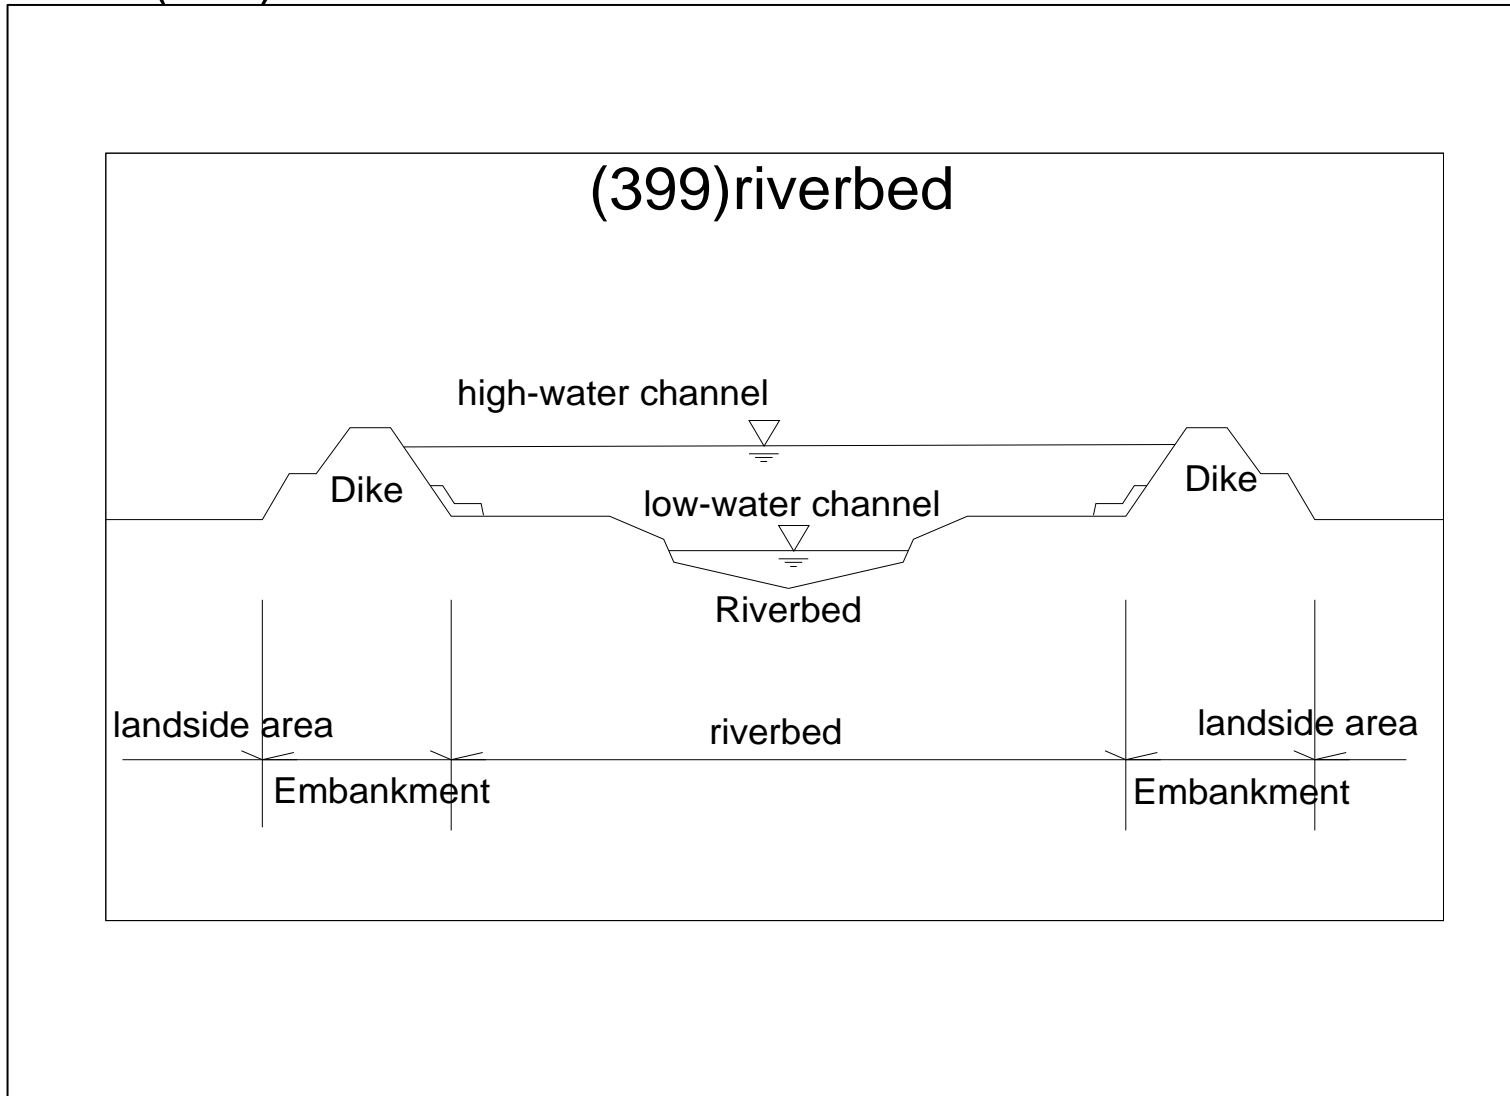 (399)riverbed
high-water channel
Dike
Dike
low-water channel
Riverbed
landside area
riverbed
landside area
Embankment
Embankment